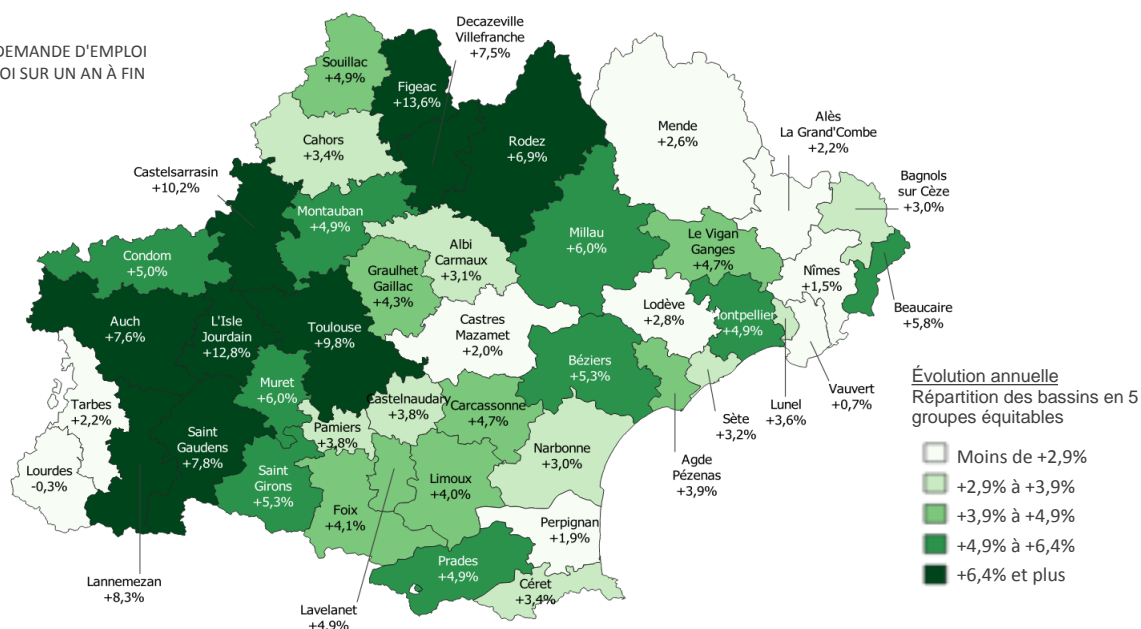 DEMANDE D'EMPLOI
OI SUR UN AN À FIN
Decazeville
Villefranche
+7,5%
Souillac
+4,9%
Figeac
+13,6%
Cahors
+3,4%
Rodez
+6,9%
Mende
+2,6%
Alès
La Grand'Combe
+2,2%
Bagnols
sur Cèze
+3,0%
Castelsarrasin
+10,2%
Montauban
+4,9%
Condom
+5,0%
Albi
Carmaux
+3,1%
Graulhet
Gaillac
+4,3%
Millau
+6,0%
Le Vigan
Ganges
+4,7%
Nîmes
+1,5%
Beaucaire
+5,8%
Auch
+7,6%
L'Isle
Jourdain
+12,8%
Toulouse
+9,8%
Castres
Mazamet
+2,0%
Lodève
+2,8%
Montpellier
+4,9%
Béziers
+5,3%
Muret
+6,0%
Tarbes
+2,2%
Castelnaudary
+3,8%
Carcassonne
+4,7%
Pamiers
+3,8%
Saint
Gaudens
+7,8%
Lourdes
-0,3%
Saint
Girons
+5,3%
Foix
+4,1%
Limoux
+4,0%
Narbonne
+3,0%
Agde
Pézenas
+3,9%
Sète
+3,2%
Lunel
+3,6%
Vauvert
+0,7%
Perpignan
+1,9%
Prades
+4,9%
Céret
+3,4%
Lannemezan
+8,3%
Lavelanet
+4,9%
Évolution annuelle
Répartition des bassins en 5
groupes équitables
Moins de +2,9%
+2,9% à +3,9%
+3,9% à +4,9%
+4,9% à +6,4%
+6,4% et plus